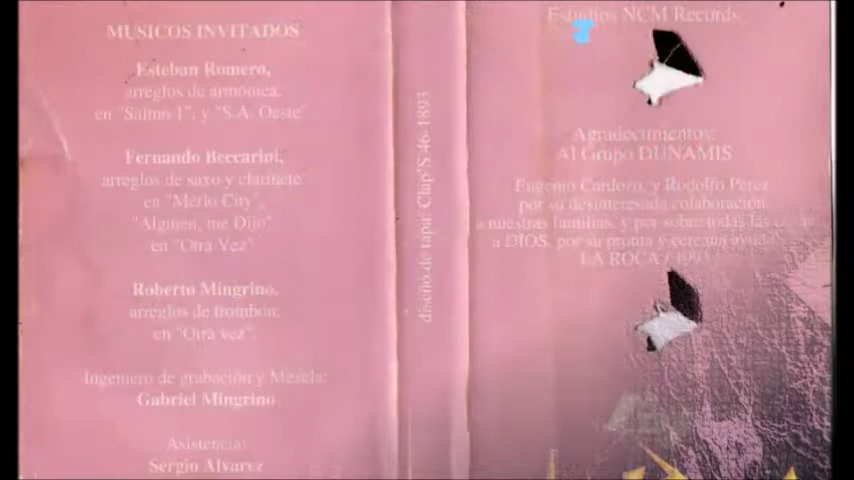 MUSICOS INVITADOS
Esteban Romero,
arreglos de armónica,
en "Salmo 1", y "S.A. Oeste"
Fernando Beccarini,
arreglos de saxo y clarinete
en "Merlo City",
"Alguien, me Dijo"
en "Otra Vez"
Roberto Mingrino,
arreglos de trombón,
en "Otra vez",
Ingeniero de grabación y Mezcla:
Gabriel Mingrino
Asistencia:
Sergio Alvarez
diseño de tapa: Clap'S 46-1893
Estudios NCM Records
Agradecimientos:
Al Grupo DUNAMIS
Eugenio Cardozo, y Rodolfo Perez
por su desinteresada colaboración
a nuestras familias, y por sobre todas las
a DIOS, por su pronta y cercana ayuda
LA ROCA / 1993